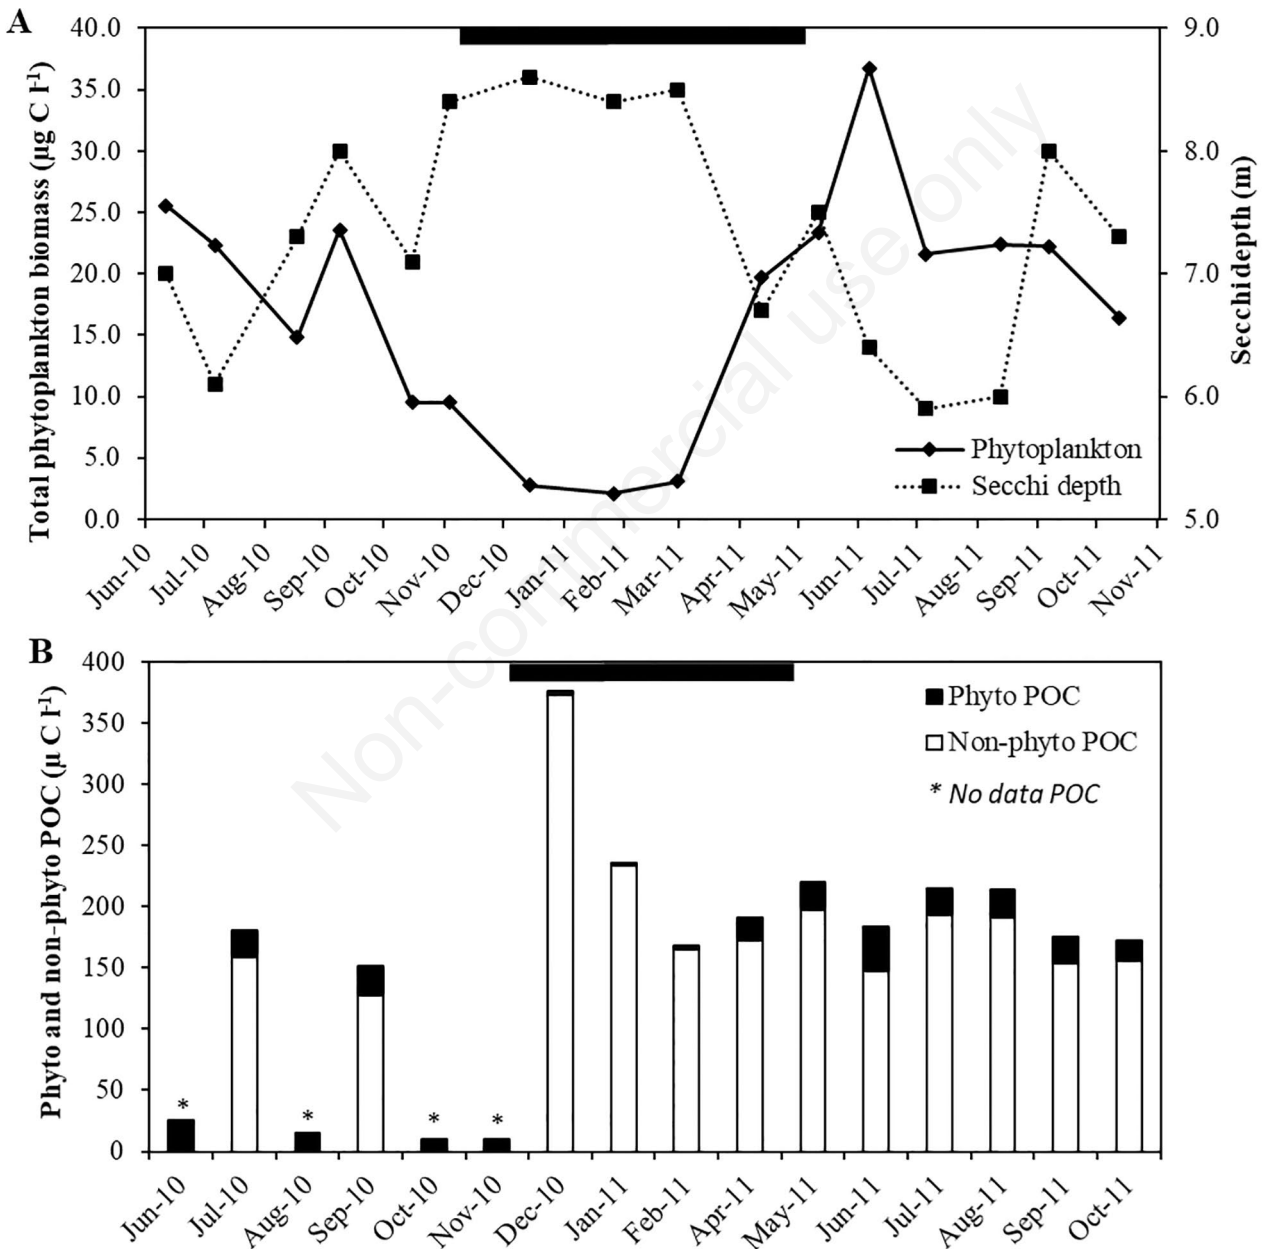 A
40.0
35.0
30.0
25.0
20.0
15.0
10.0
5.0
0.0
Total phytoplankton biomass (µg C l-1)
9.0
8.0
7.0
6.0
5.0
Secchi depth (m)
Phytoplankton
Secchi depth
Jun-10
Jul-10
Aug-10
Sep-10
Oct-10
Nov-10
Dec-10
Jan-11
Feb-11
Mar-11
Apr-11
May-11
Jun-11
Jul-11
Aug-11
Sep-11
Oct-11
Nov-11
Non-commercial use only
B
400
350
300
250
200
150
100
50
0
Phyto and non-phyto POC (µ C l-1)
Phyto POC
Non-phyto POC
* No data POC
*
*
*
*
Jun-10
Jul-10
Aug-10
Sep-10
Oct-10
Nov-10
Dec-10
Jan-11
Feb-11
Apr-11
May-11
Jun-11
Jul-11
Aug-11
Sep-11
Oct-11